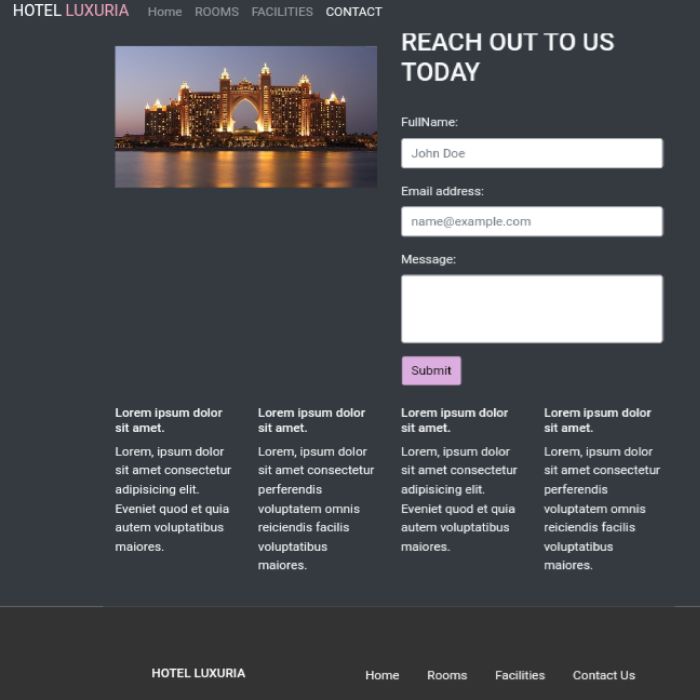 HOTEL LUXURIA Home ROOMS FACILITIES CONTACT
REACH OUT TO US
TODAY
FullName:
John Doe
Email address:
name@example.com
Message:
Submit
Lorem ipsum dolor
sit amet.
Lorem, ipsum dolor
sit amet consectetur
adipisicing elit.
Eveniet quod et quia
autem voluptatibus
maiores.
Lorem ipsum dolor
sit amet.
Lorem, ipsum dolor
sit amet consectetur
perferendis
voluptatem omnis
reiciendis facilis
voluptatibus
maiores.
Lorem ipsum dolor
sit amet.
Lorem, ipsum dolor
sit amet consectetur
adipisicing elit.
Eveniet quod et quia
autem voluptatibus
maiores.
Lorem ipsum dolor
sit amet.
Lorem, ipsum dolor
sit amet consectetur
perferendis
voluptatem omnis
reiciendis facilis
voluptatibus
maiores.
HOTEL LUXURIA
Home Rooms Facilities Contact Us